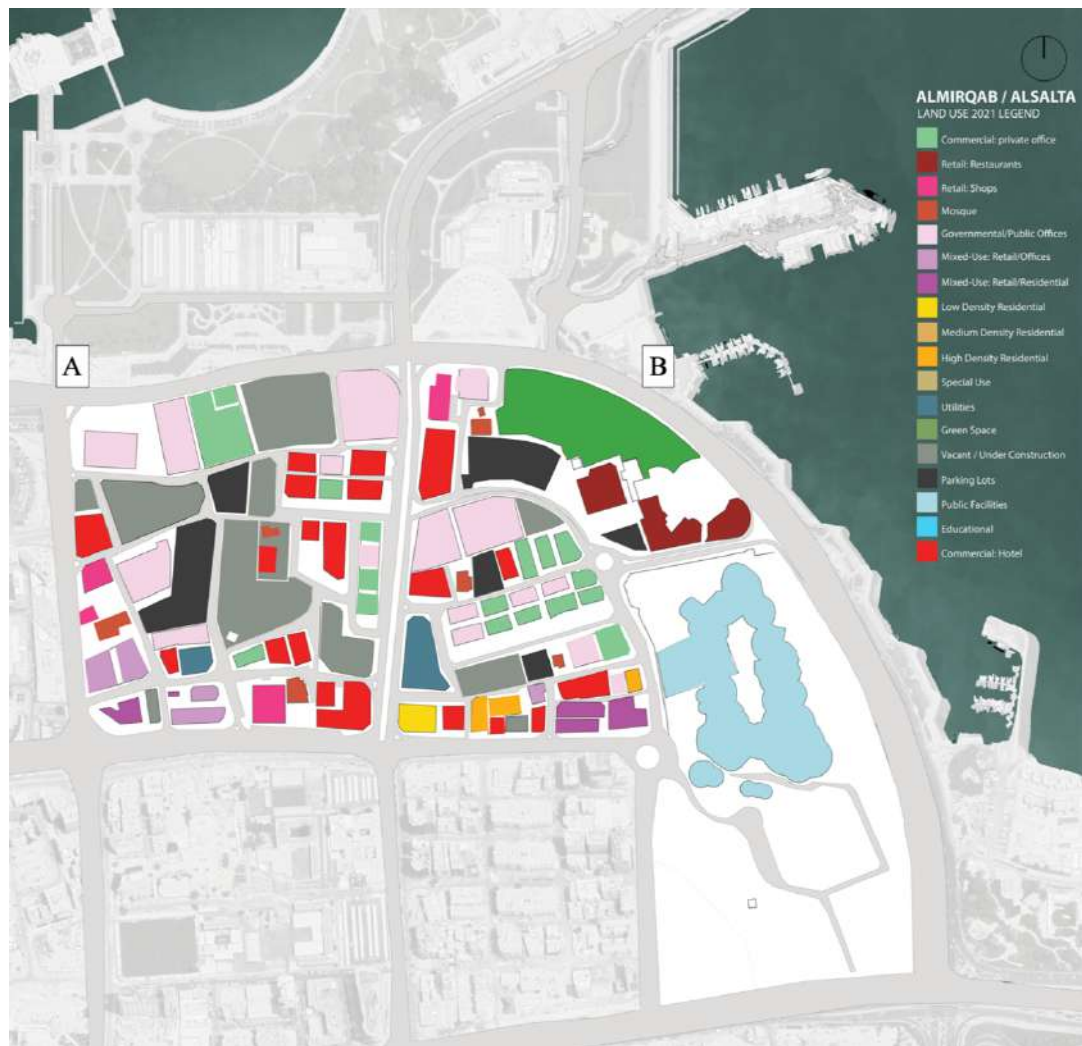 ALMIRQAB / ALSALTA
LAND USE 2021 LEGEND
Commercial: private office
Retail: Restaurants
Retail: Shops
Mosque
Governmental/Public Offices
Mixed-Use: Retail/Offices
Mixed-Use: Retail/Residential
Low Density Residential
Medium Density Residential
High Density Residential
Special Use
Utilities
Green Space
Vacant / Under Construction
Parking Lots
Public Facilities
Educational
Commercial: Hotel
A
B